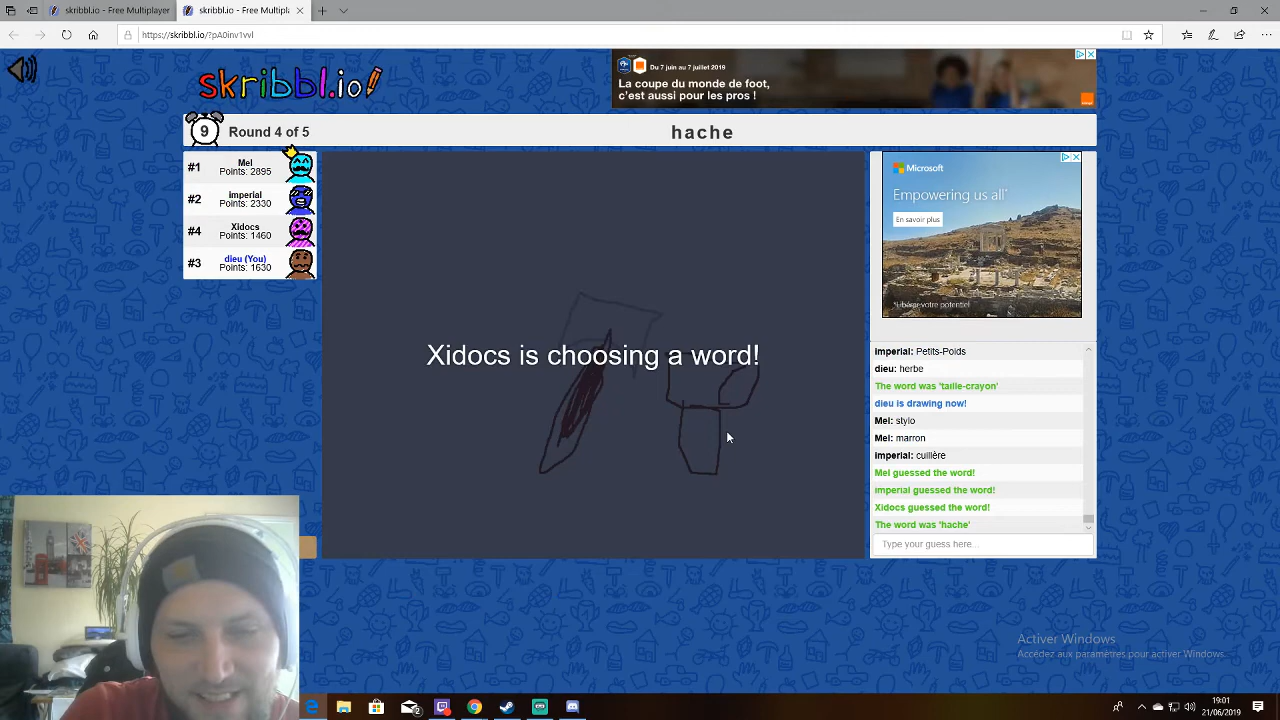 skribbl.io - Free Multiplayer
skribbl.io - Free Multipla
https://skribbl.io/?pA0inv1vvl
skribbl.io
Du 7 juin au 7 juillet 2019
La coupe du monde de foot,
c'est aussi pour les pros !
9
Round 4 of 5
hache
#1
Mel
Points: 2895
#2
imperial
Points: 2330
#4
Xidocs
Points: 1460
#3
dieu (You)
Points: 1630
Xidocs is choosing a word!
Microsoft
Empowering us all*
En savoir plus
*Libérer votre potentiel
imperial: Petits-Poids
dieu: herbe
The word was 'taille-crayon'
dieu is drawing now!
Mel: stylo
Mel: marron
imperial: cuillère
Mel guessed the word!
imperial guessed the word!
Xidocs guessed the word!
The word was 'hache'
Type your guess here...
Activer Windows
Accédez aux paramètres pour activer Windows.
19:01
21/06/2019